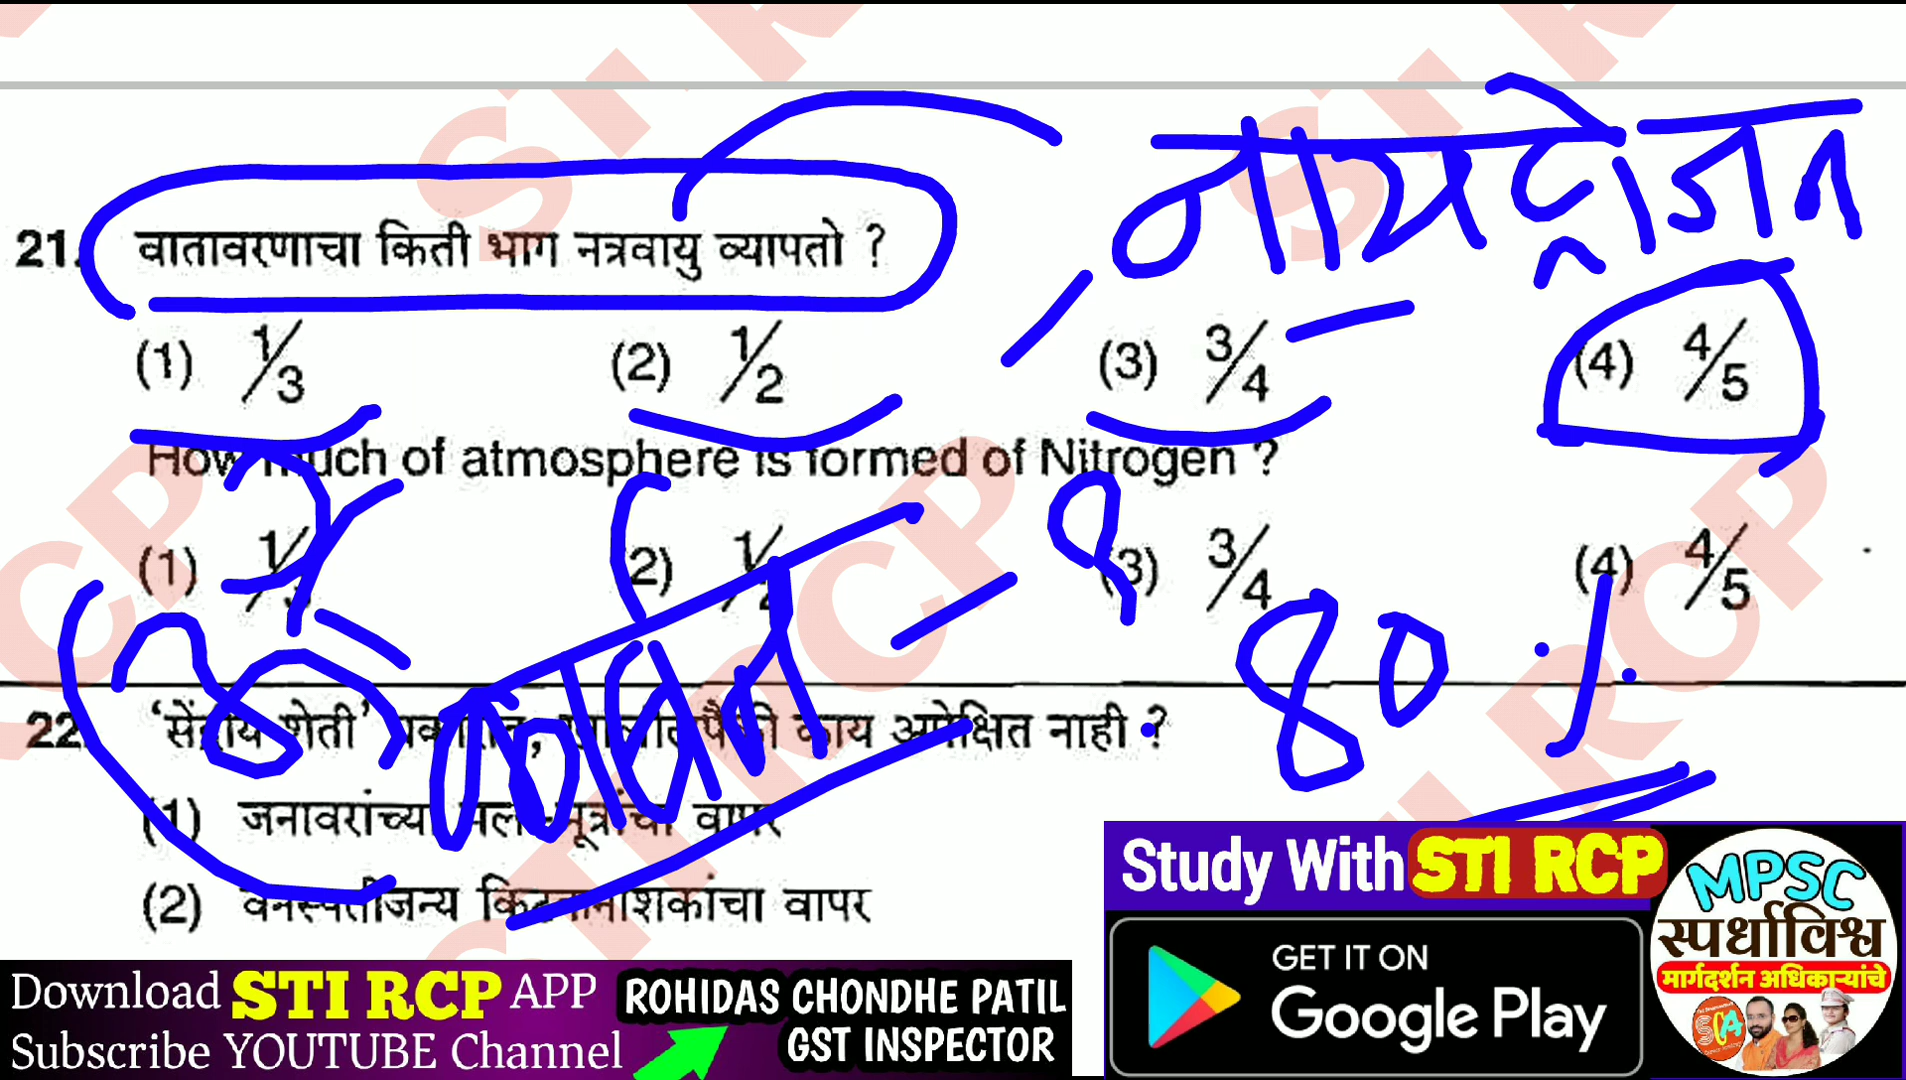 नायट्रोजन
21. वातावरणाचा किती भाग नत्रवायु व्यापतो ?
(1) 1/3 (2) 1/2 (3) 3/4 (4) 4/5
How much of atmosphere is formed of Nitrogen ?
(1) 1/3 (2) 1/2 (3) 3/4 (4) 4/5
80 %
22. ‘सेंद्रीय शेती’ प्रकारात, खालीलपैकी काय अपेक्षित नाही ?
(1) जनावरांच्या मल-मूत्रांचा वापर
(2) वनस्पतीजन्य किटकनाशकांचा वापर
Study With STI RCP
GET IT ON
Google Play
MPSC
स्पर्धाविश्व
मार्गदर्शन अधिकाऱ्यांचे
Download STI RCP APP
Subscribe YOUTUBE Channel
ROHIDAS CHONDHE PATIL
GST INSPECTOR
STI RCP